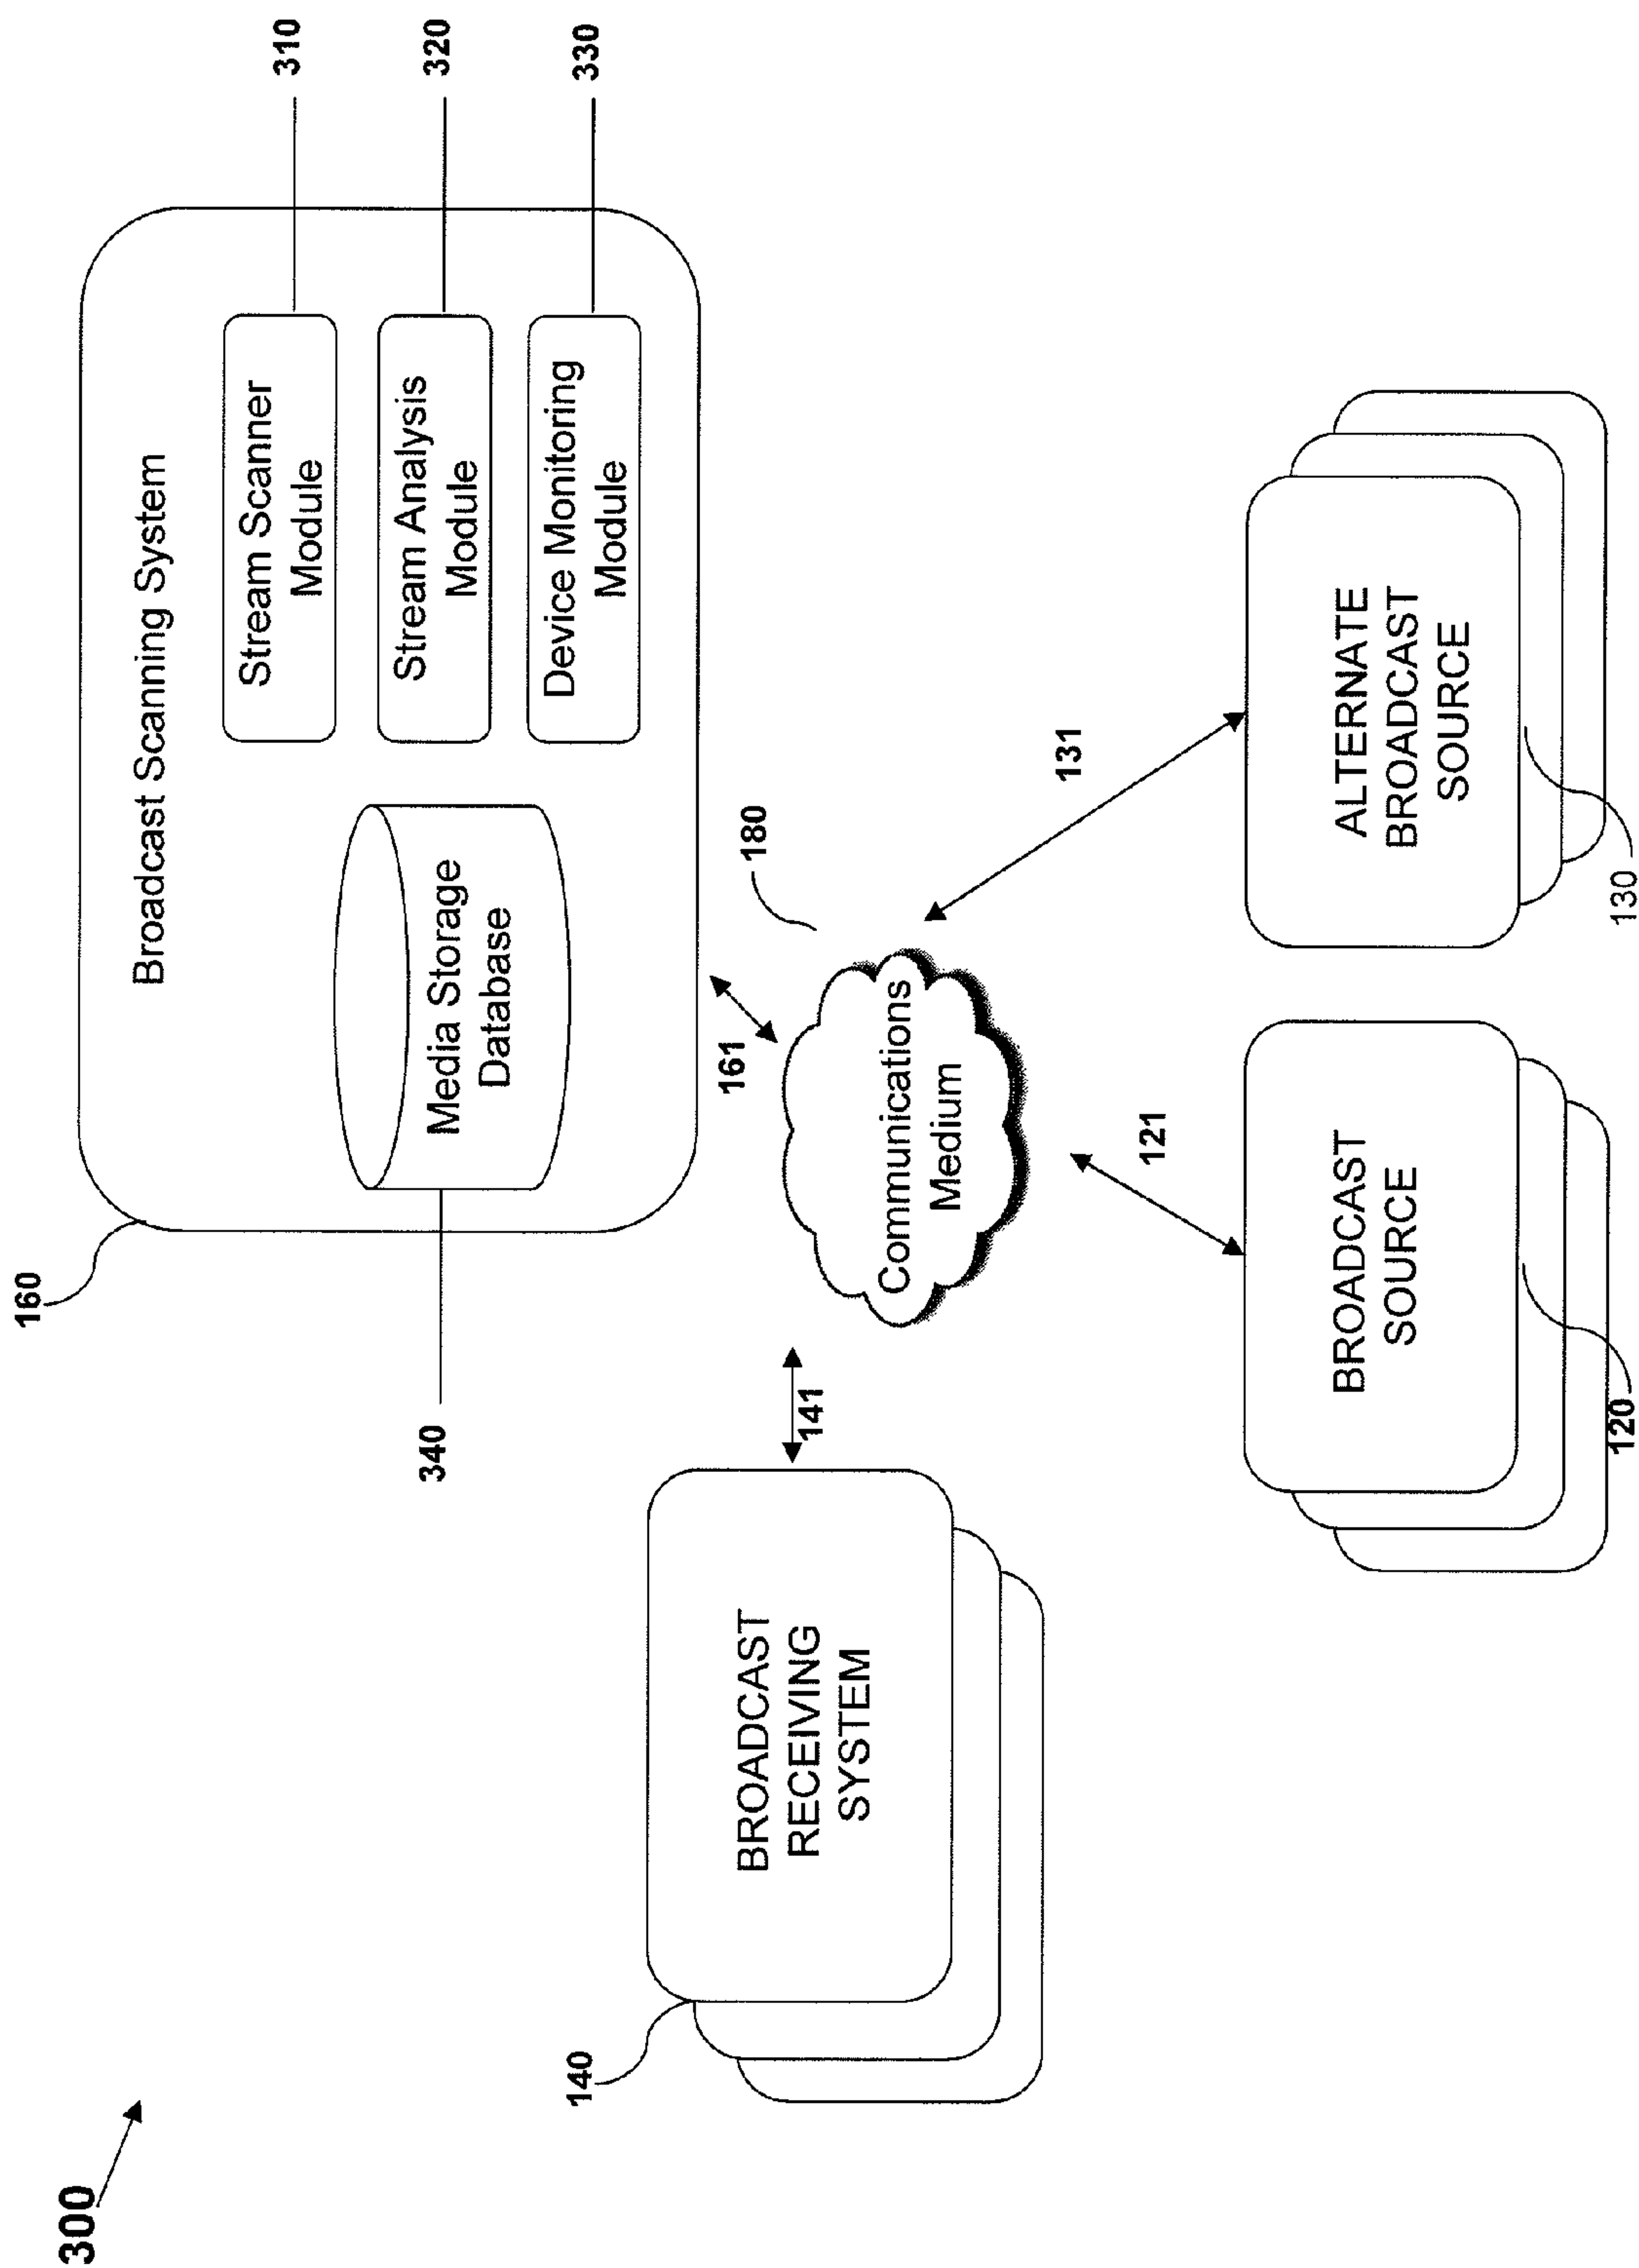 300
160
Broadcast Scanning System
340
Media Storage
Database
Stream Scanner
Module
310
Stream Analysis
Module
320
Device Monitoring
Module
330
140
BROADCAST
RECEIVING
SYSTEM
141
161
180
Communications
Medium
121
131
BROADCAST
SOURCE
120
ALTERNATE
BROADCAST
SOURCE
130